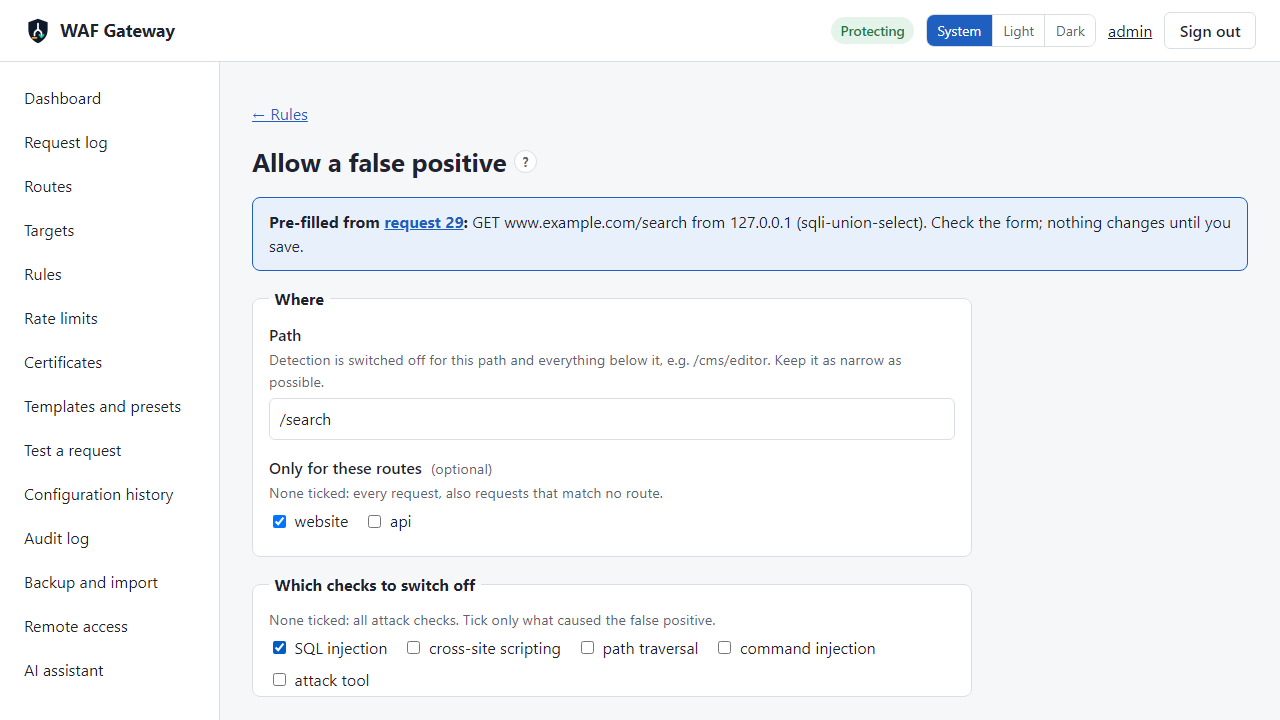 WAF Gateway
Protecting
System Light Dark
admin
Sign out
Dashboard
Request log
Routes
Targets
Rules
Rate limits
Certificates
Templates and presets
Test a request
Configuration history
Audit log
Backup and import
Remote access
AI assistant
← Rules
Allow a false positive ?
Pre-filled from request 29: GET www.example.com/search from 127.0.0.1 (sqli-union-select). Check the form; nothing changes until you
save.
Where
Path
Detection is switched off for this path and everything below it, e.g. /cms/editor. Keep it as narrow as
possible.
/search
Only for these routes (optional)
None ticked: every request, also requests that match no route.
website api
Which checks to switch off
None ticked: all attack checks. Tick only what caused the false positive.
SQL injection cross-site scripting path traversal command injection
attack tool